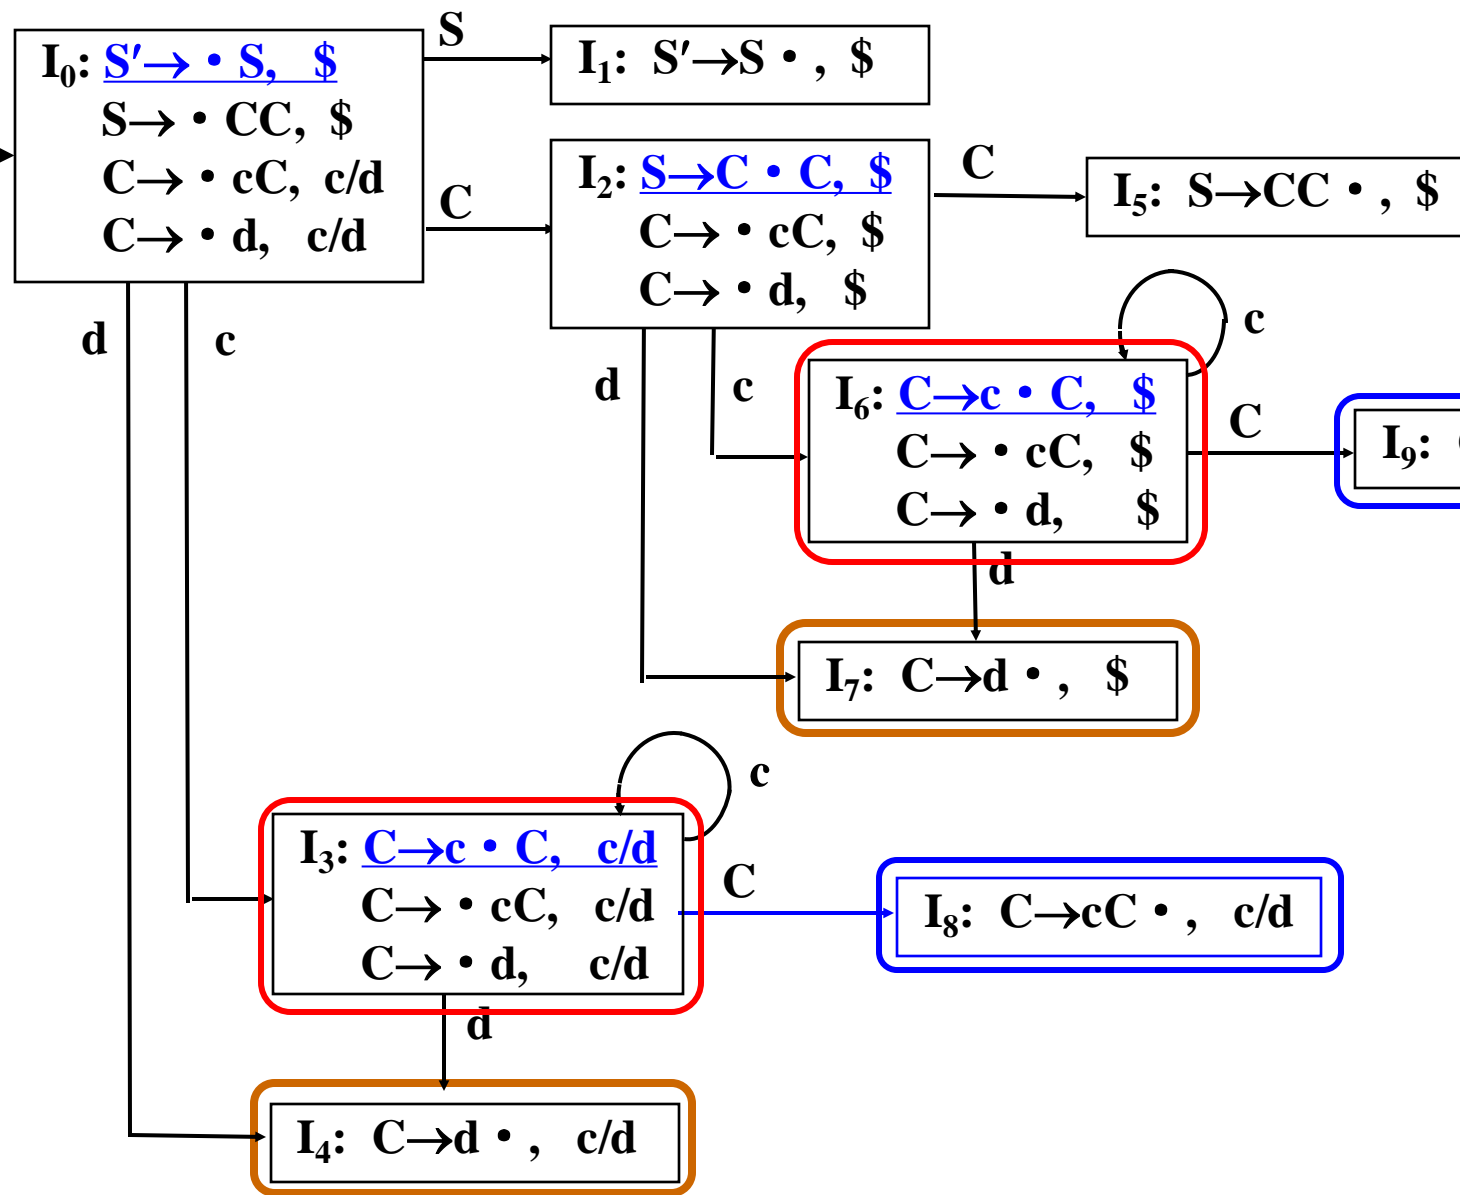 S
I₀: S′→ · S, $
S→ · CC, $
C→ · cC, c/d
C→ · d, c/d
I₁: S′→S · , $
C
I₂: S→C · C, $
C→ · cC, $
C→ · d, $
C
I₅: S→CC · , $
d
c
d
c
c
I₆: C→c · C, $
C→ · cC, $
C→ · d, $
C
I₉:
d
I₇: C→d · , $
c
I₃: C→c · C, c/d
C→ · cC, c/d
C→ · d, c/d
C
I₈: C→cC · , c/d
d
I₄: C→d · , c/d